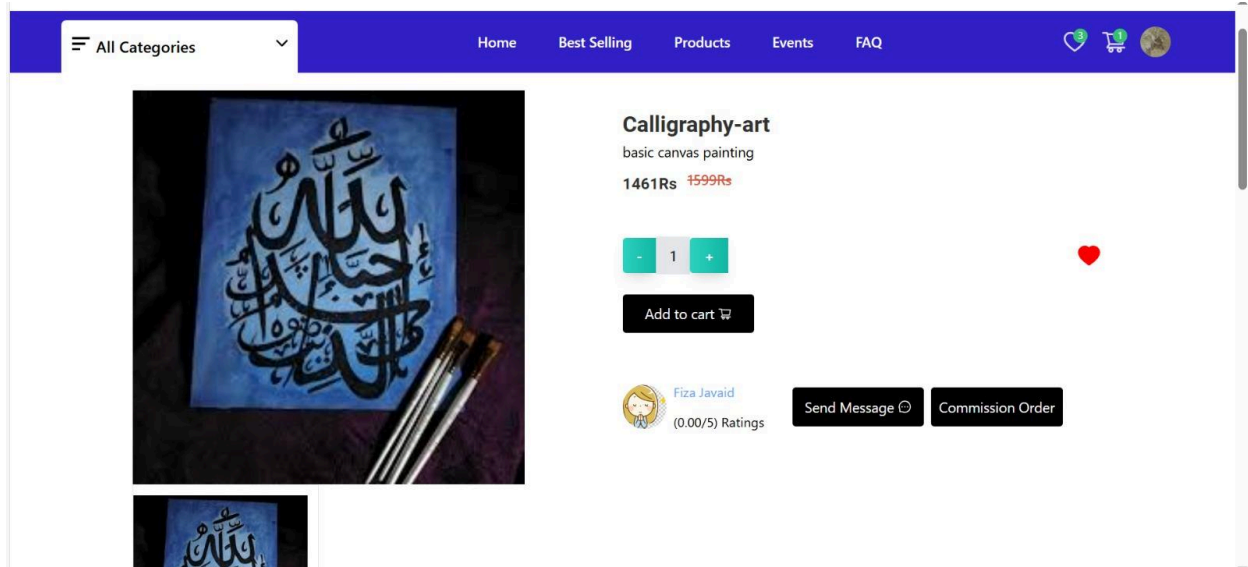 All Categories
Home Best Selling Products Events FAQ
3 1
Calligraphy-art
basic canvas painting
1461Rs 1599Rs
- 1 +
Add to cart
Fiza Javaid
(0.00/5) Ratings
Send Message
Commission Order